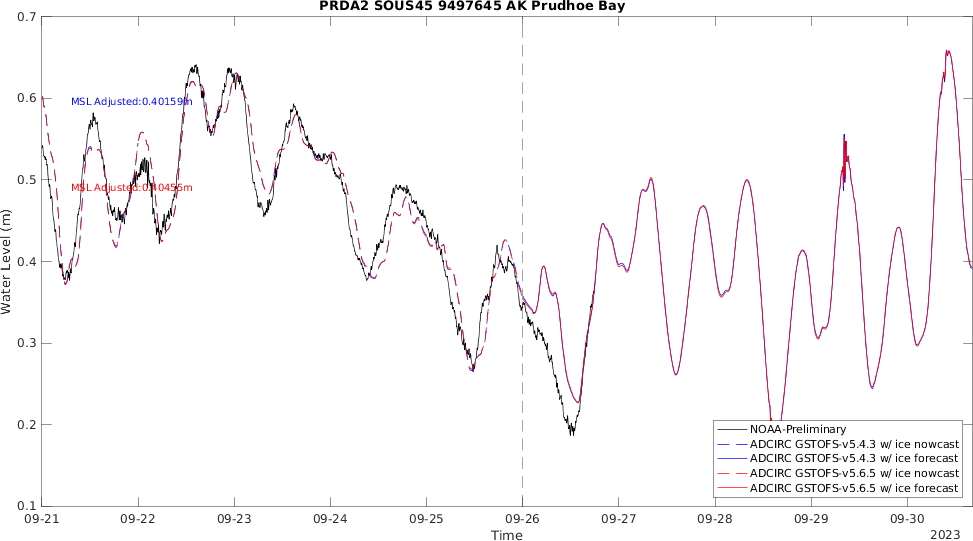 PRDA2 SOUS45 9497645 AK Prudhoe Bay
0.7
0.6
0.5
0.4
0.3
0.2
0.1
Water Level (m)
MSL Adjusted:0.40159m
MSL Adjusted:0.40455m
NOAA-Preliminary
ADCIRC GSTOFS-v5.4.3 w/ ice nowcast
ADCIRC GSTOFS-v5.4.3 w/ ice forecast
ADCIRC GSTOFS-v5.6.5 w/ ice nowcast
ADCIRC GSTOFS-v5.6.5 w/ ice forecast
09-21 09-22 09-23 09-24 09-25 09-26 09-27 09-28 09-29 09-30
Time
2023